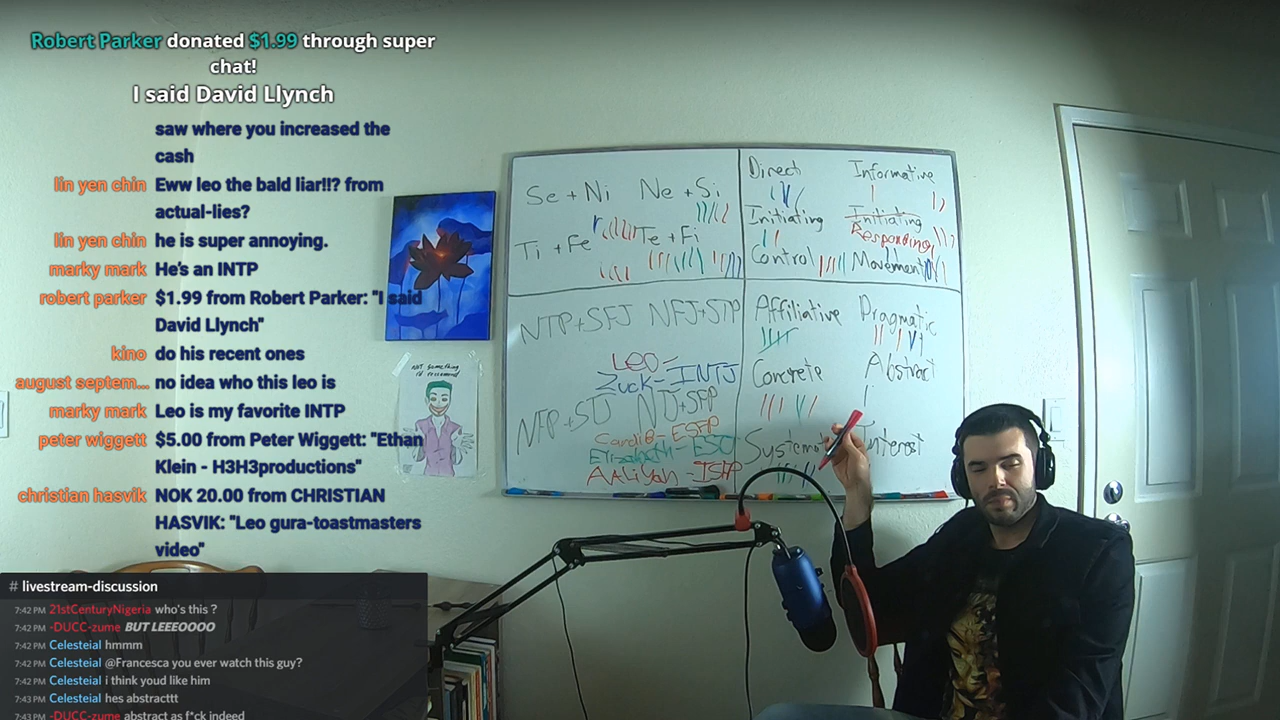 Robert Parker donated $1.99 through super
chat!
I said David Llynch
saw where you increased the
cash
lin yen chin Eww leo the bald liar!!? from
actual-lies?
lin yen chin he is super annoying.
marky mark He's an INTP
robert parker $1.99 from Robert Parker: "I said
David Llynch"
kino do his recent ones
august septem... no idea who this leo is
marky mark Leo is my favorite INTP
peter wiggett $5.00 from Peter Wiggett: "Ethan
Klein - H3H3productions"
christian hasvik NOK 20.00 from CHRISTIAN
HASVIK: "Leo gura-toastmasters
video"
# livestream-discussion
7:42 PM 21stCenturyNigeria who's this ?
7:42 PM -DUCC-zume BUT LEEEOOOO
7:42 PM Celesteial hmmm
7:42 PM Celesteial @Francesca you ever watch this guy?
7:42 PM Celesteial i think youd like him
7:43 PM Celesteial hes abstracttt
7:43 PM -DUCC-zume abstract as f*ck indeed
NOT something
I'd recommend
Se + Ni Ne + Si
Ti + Fe Te + Fi
NTP+SFJ NFJ+STP
Leo -
Zuck - INTJ
NFP + STJ NTJ+SFP
Cardi B - ESFP
Elizabeth - ESTJ
AAliyah - ISFP
Direct Informative
Initiating Initiating
Responding
Control Movement
Affiliative Pragmatic
Concrete Abstract
Systematic Interest